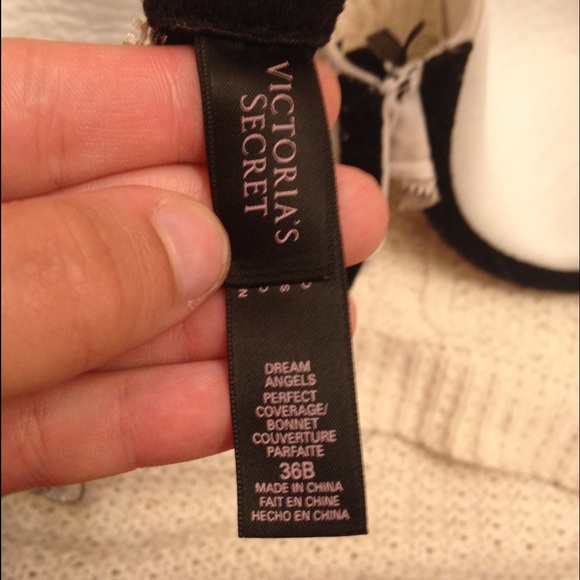 VICTORIA'S
SECRET
DREAM
ANGELS
PERFECT
COVERAGE/
BONNET
COUVERTURE
PARFAITE
36B
MADE IN CHINA
FAIT EN CHINE
HECHO EN CHINA